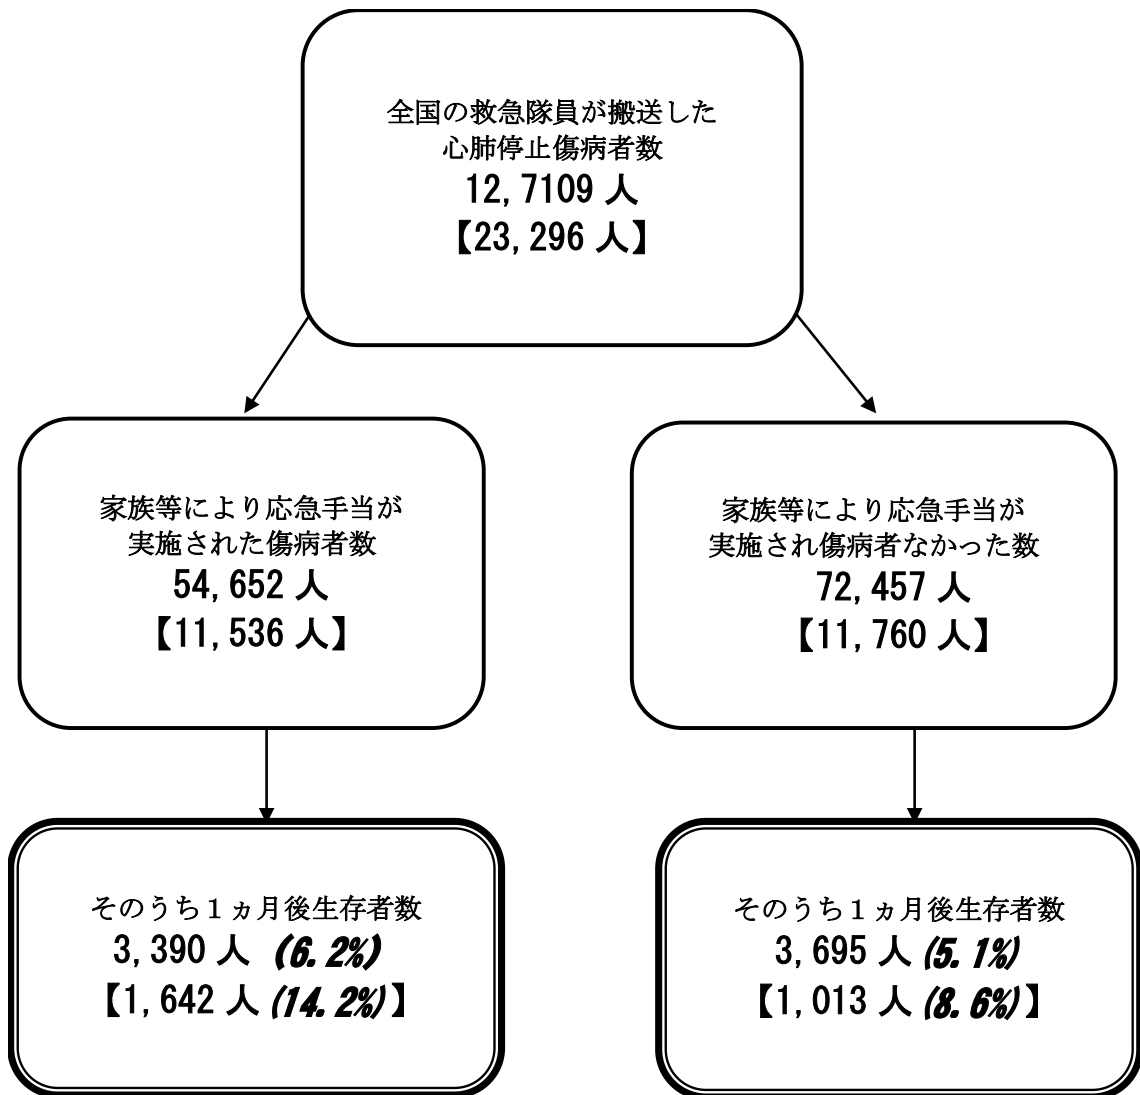 全国の救急隊員が搬送した
心肺停止傷病者数
12,7109 人
【23,296 人】
家族等により応急手当が
実施された傷病者数
54,652 人
【11,536 人】
家族等により応急手当が
実施され傷病者なかった数
72,457 人
【11,760 人】
そのうち１ヵ月後生存者数
3,390 人 (6.2%)
【1,642 人 (14.2%)】
そのうち１ヵ月後生存者数
3,695 人 (5.1%)
【1,013 人 (8.6%)】